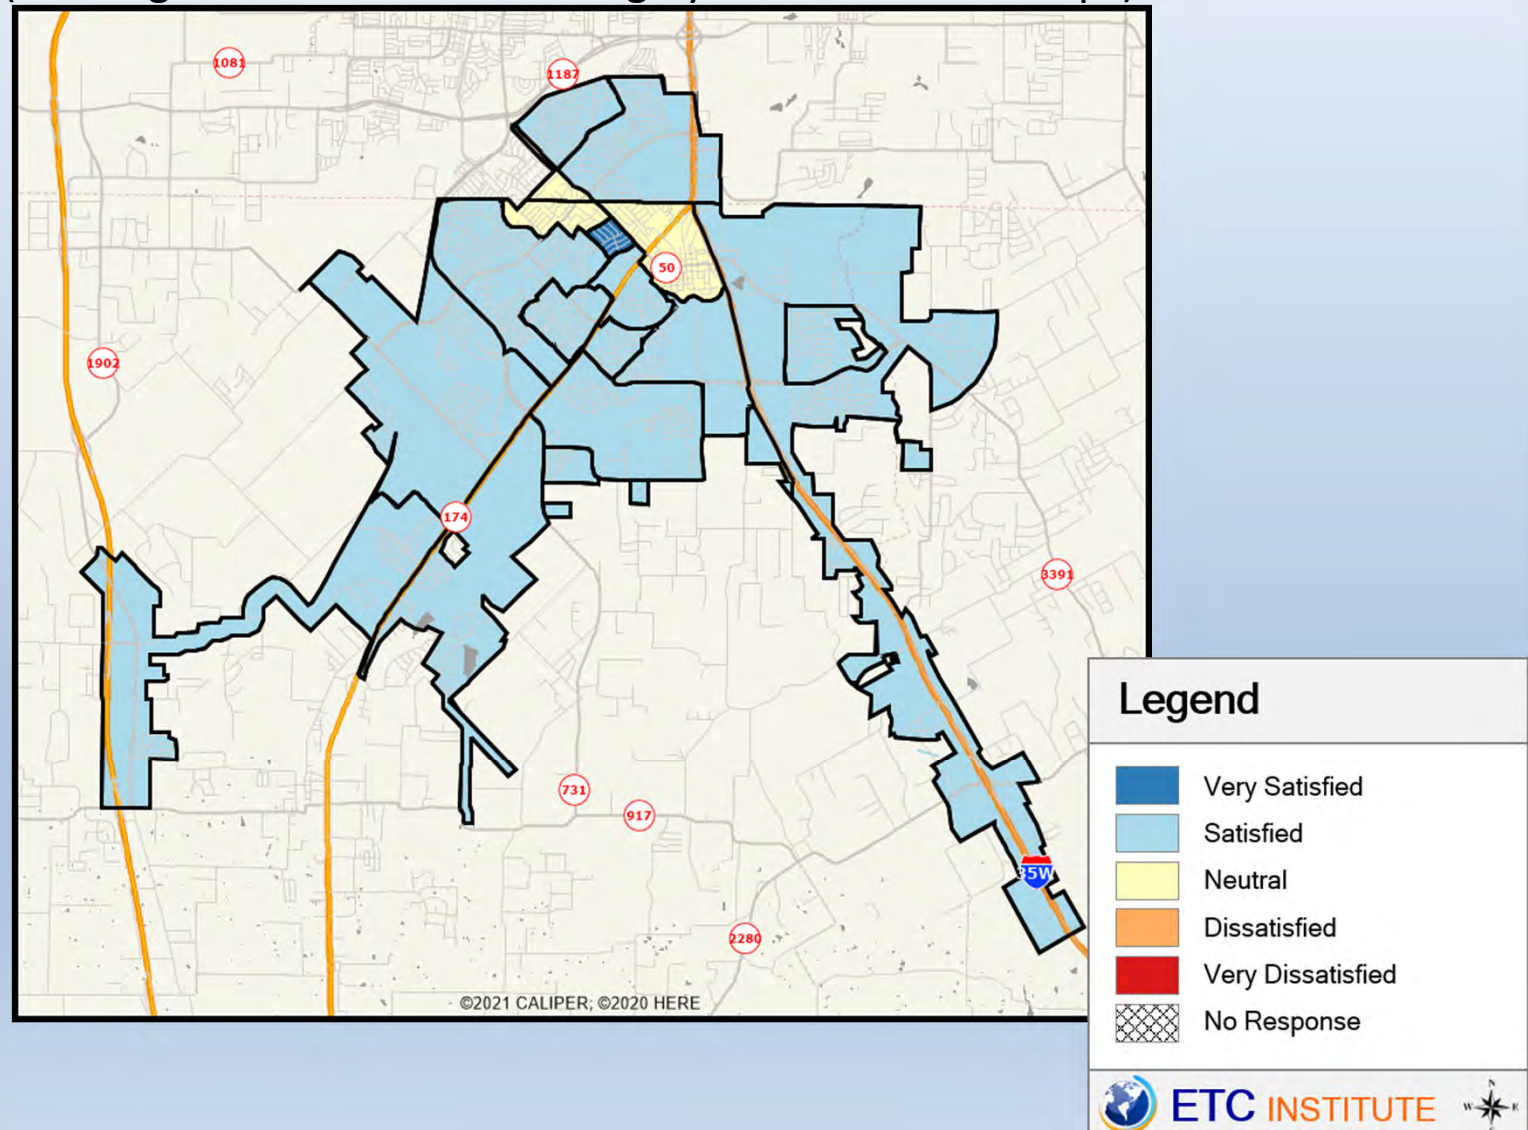 1081
1187
50
1902
174
3391
731
917
35W
2280
©2021 CALIPER; ©2020 HERE
Legend
Very Satisfied
Satisfied
Neutral
Dissatisfied
Very Dissatisfied
No Response
ETC INSTITUTE
N
W E